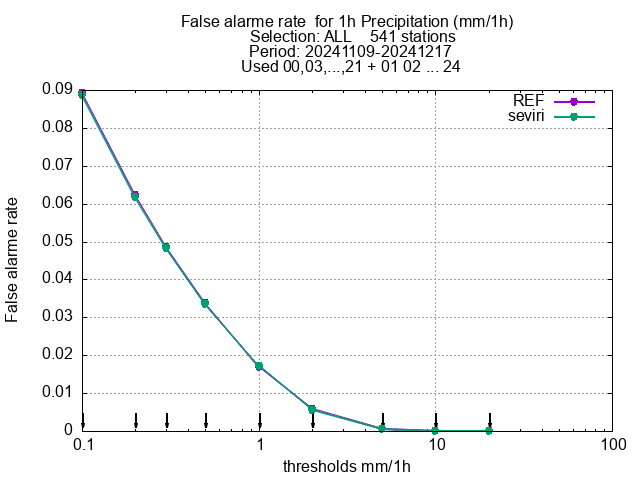 False alarme rate  for 1h Precipitation (mm/1h)
Selection: ALL    541 stations
Period: 20241109-20241217
Used 00,03,...,21 + 01 02 ... 24
REF
seviri
0.09
0.08
0.07
0.06
0.05
0.04
0.03
0.02
0.01
0
False alarme rate
0.1 1 10 100
thresholds mm/1h